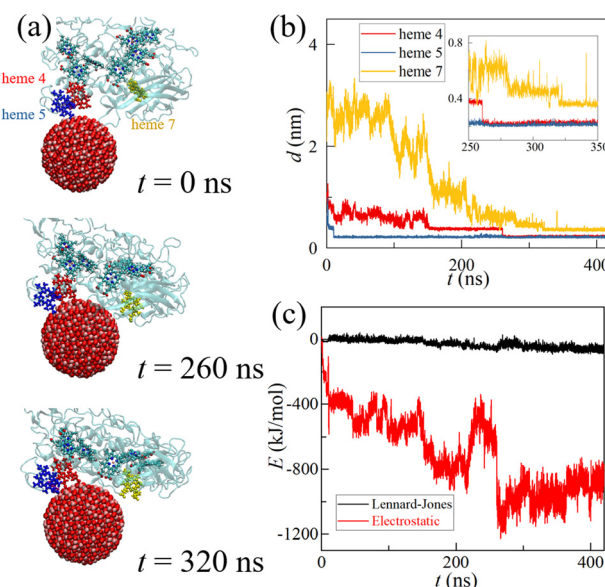 (a)
heme 4
heme 5
heme 7
t = 0 ns
t = 260 ns
t = 320 ns
(b)
heme 4
heme 5
heme 7
4
2
0
d (nm)
0.8
0.4
250
300
350
0
200
400
t (ns)
(c)
0
-400
-800
-1200
E (kJ/mol)
Lennard-Jones
Electrostatic
0
200
400
t (ns)